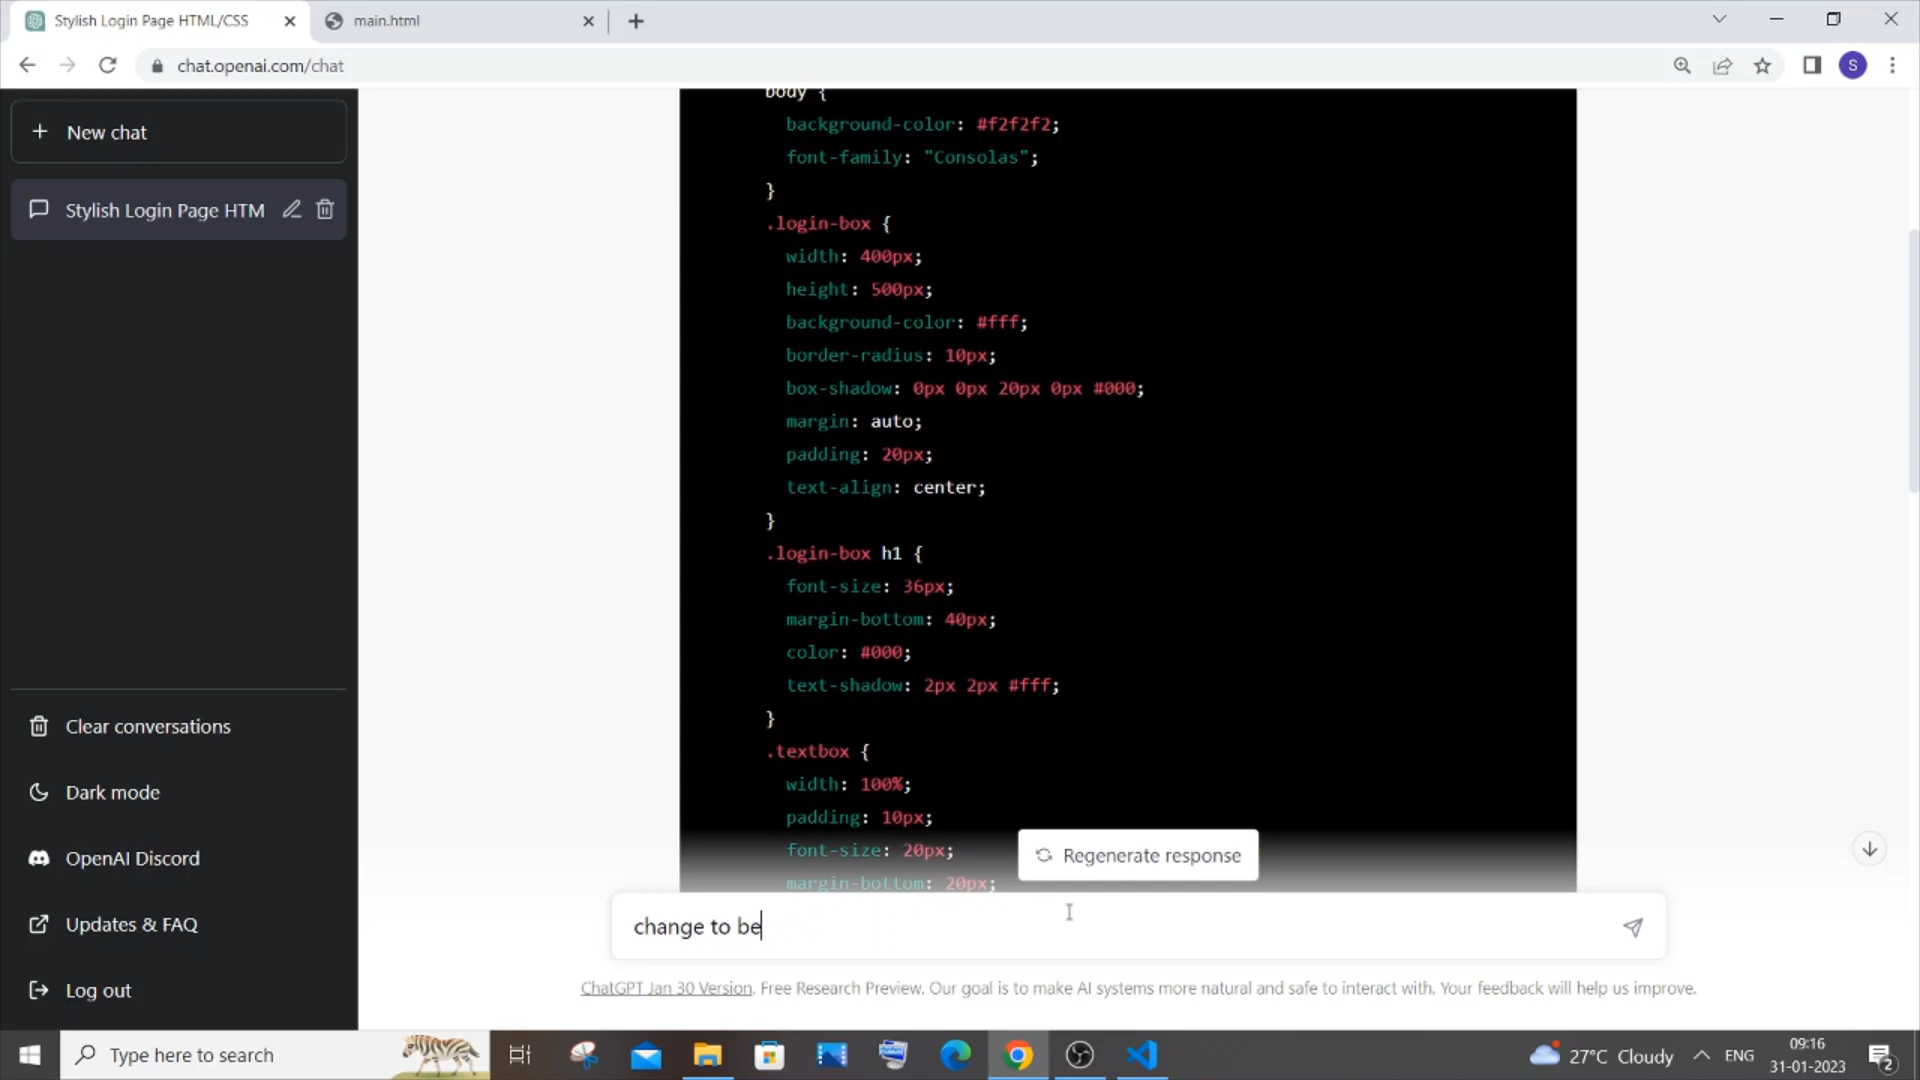 Stylish Login Page HTML/CSS
main.html
chat.openai.com/chat
S
New chat
Stylish Login Page HTM
Clear conversations
Dark mode
OpenAI Discord
Updates & FAQ
Log out
body {
background-color: #f2f2f2;
font-family: "Consolas";
}
.login-box {
width: 400px;
height: 500px;
background-color: #fff;
border-radius: 10px;
box-shadow: 0px 0px 20px 0px #000;
margin: auto;
padding: 20px;
text-align: center;
}
.login-box h1 {
font-size: 36px;
margin-bottom: 40px;
color: #000;
text-shadow: 2px 2px #fff;
}
.textbox {
width: 100%;
padding: 10px;
font-size: 20px;
margin-bottom: 20px;
Regenerate response
change to be
ChatGPT Jan 30 Version. Free Research Preview. Our goal is to make AI systems more natural and safe to interact with. Your feedback will help us improve.
Type here to search
27°C Cloudy
ENG
09:16
31-01-2023
2